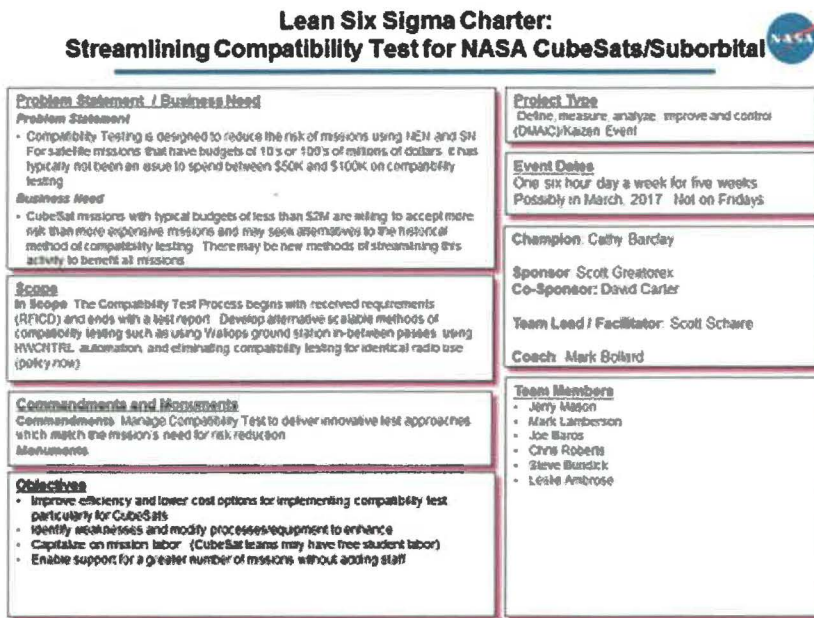 Lean Six Sigma Charter:
Streamlining Compatibility Test for NASA CubeSats/Suborbital
NASA
Problem Statement / Business Need
Problem Statement
• Compatibility Testing is designed to reduce the risk of missions using NEN and SN
For satellite missions that have budgets of 10's or 100's of millions of dollars it has
typically not been an issue to spend between $50K and $100K on compatibility
testing
Business Need
• CubeSat missions with typical budgets of less than $2M are willing to accept more
risk than more expensive missions and may seek alternatives to the historical
method of compatibility testing There may be new methods of streamlining this
activity to benefit all missions
Scope
In Scope The Compatibility Test Process begins with received requirements
(RFICD) and ends with a test report Develop alternative scalable methods of
compatibility testing such as using Wallops ground station in-between passes, using
HWCNTRL automation, and eliminating compatibility testing for identical radio use
(policy now)
Commandments and Monuments
Commandments Manage Compatibility Test to deliver innovative test approaches
which match the mission's need for risk reduction
Monuments
Objectives
• Improve efficiency and lower cost options for implementing compatibility test
particularly for CubeSats
• Identify weaknesses and modify processes/equipment to enhance
• Capitalize on mission labor (CubeSat teams may have free student labor)
• Enable support for a greater number of missions without adding staff
Project Type
Define, measure, analyze, improve and control
(DMAIC)/Kaizen Event
Event Dates
One six hour day a week for five weeks
Possibly in March, 2017 Not on Fridays
Champion: Cathy Barclay
Sponsor Scott Greatorex
Co-Sponsor: David Carter
Team Lead / Facilitator: Scott Schaire
Coach: Mark Bollard
Team Members
• Jerry Mason
• Mark Lamberson
• Joe Baros
• Chris Roberts
• Steve Bundick
• Leslie Ambrose